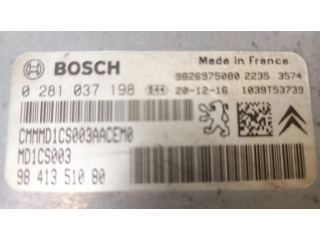 Made in France
BOSCH
9826975080 2235 3574
0 281 037 198 20-12-16 1039T53739
CMMMD1CS003AACEM0
MD1CS003
98 413 510 80